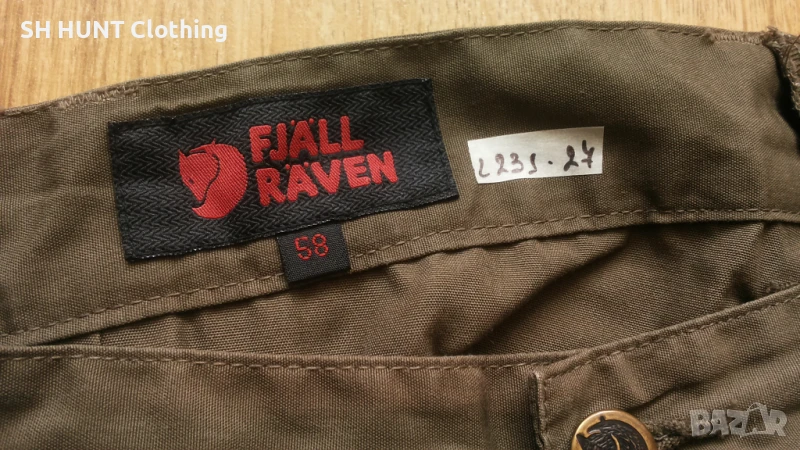 SH HUNT Clothing
FJÄLL
RÄVEN
58
L231-27
BAZAR